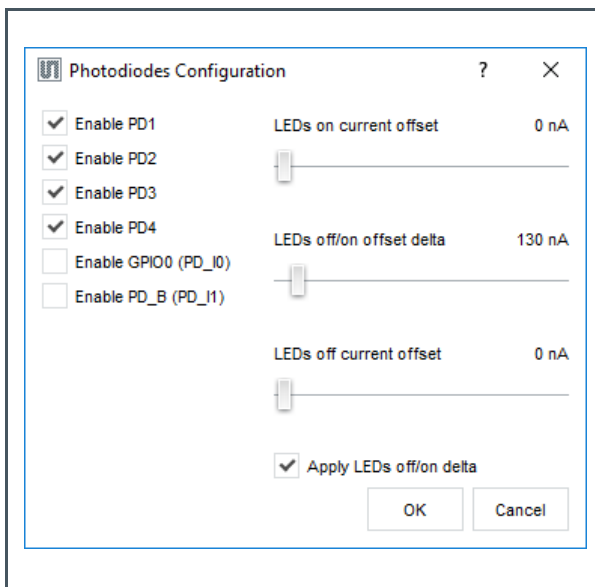 Photodiodes Configuration ?
Enable PD1
Enable PD2
Enable PD3
Enable PD4
Enable GPIO0 (PD_I0)
Enable PD_B (PD_I1)
LEDs on current offset 0 nA
LEDs off/on offset delta 130 nA
LEDs off current offset 0 nA
Apply LEDs off/on delta
OK Cancel